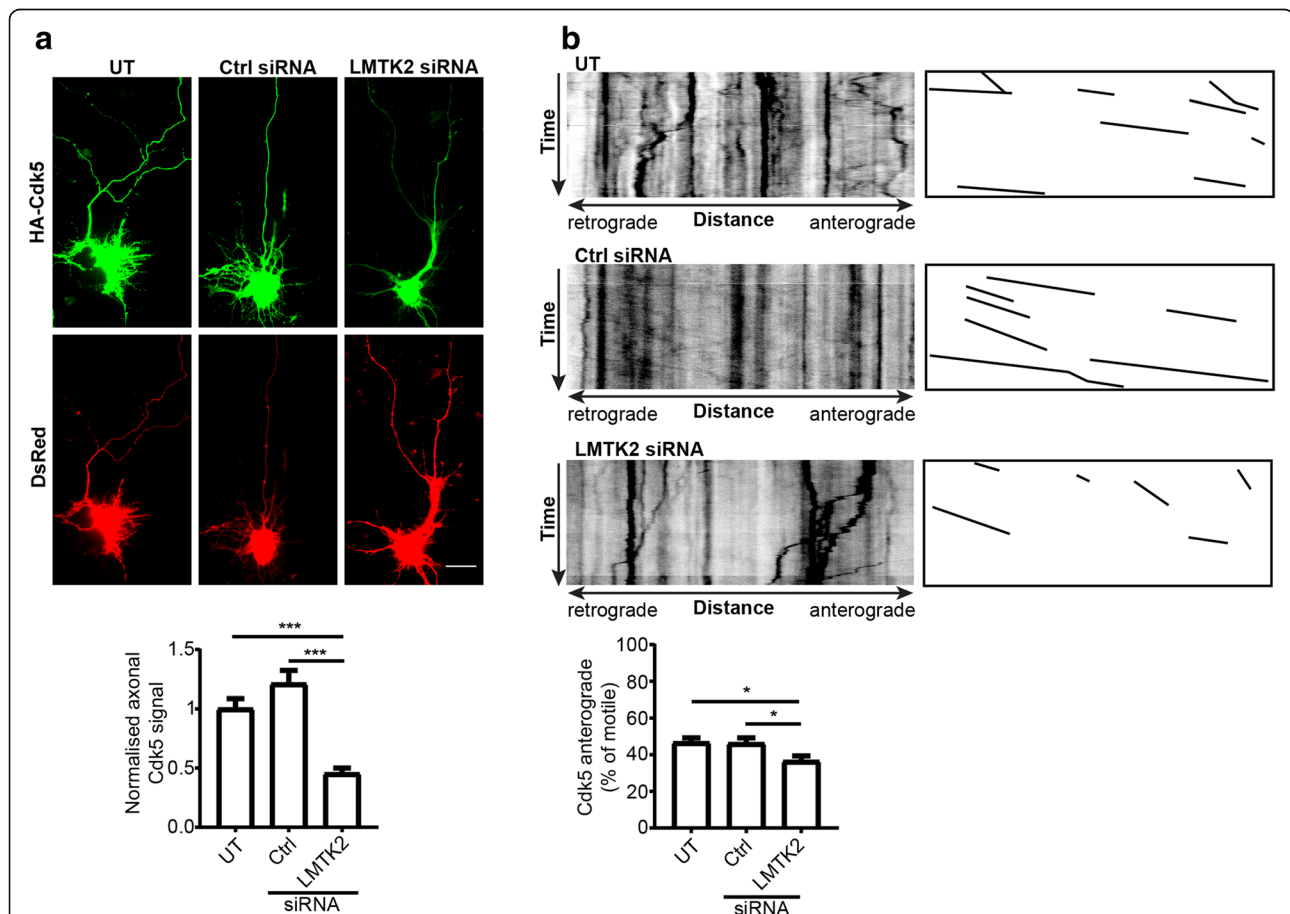 a
UT
Ctrl siRNA
LMTK2 siRNA
HA-Cdk5
DsRed
***
***
Normalised axonal
Cdk5 signal
1.5
1
0.5
0.0
UT
Ctrl
LMTK2
siRNA
b
UT
Time
retrograde
Distance
anterograde
Ctrl siRNA
Time
retrograde
Distance
anterograde
LMTK2 siRNA
Time
retrograde
Distance
anterograde
Cdk5 anterograde
(% of motile)
100
80
60
40
20
0
*
*
UT
Ctrl
LMTK2
siRNA